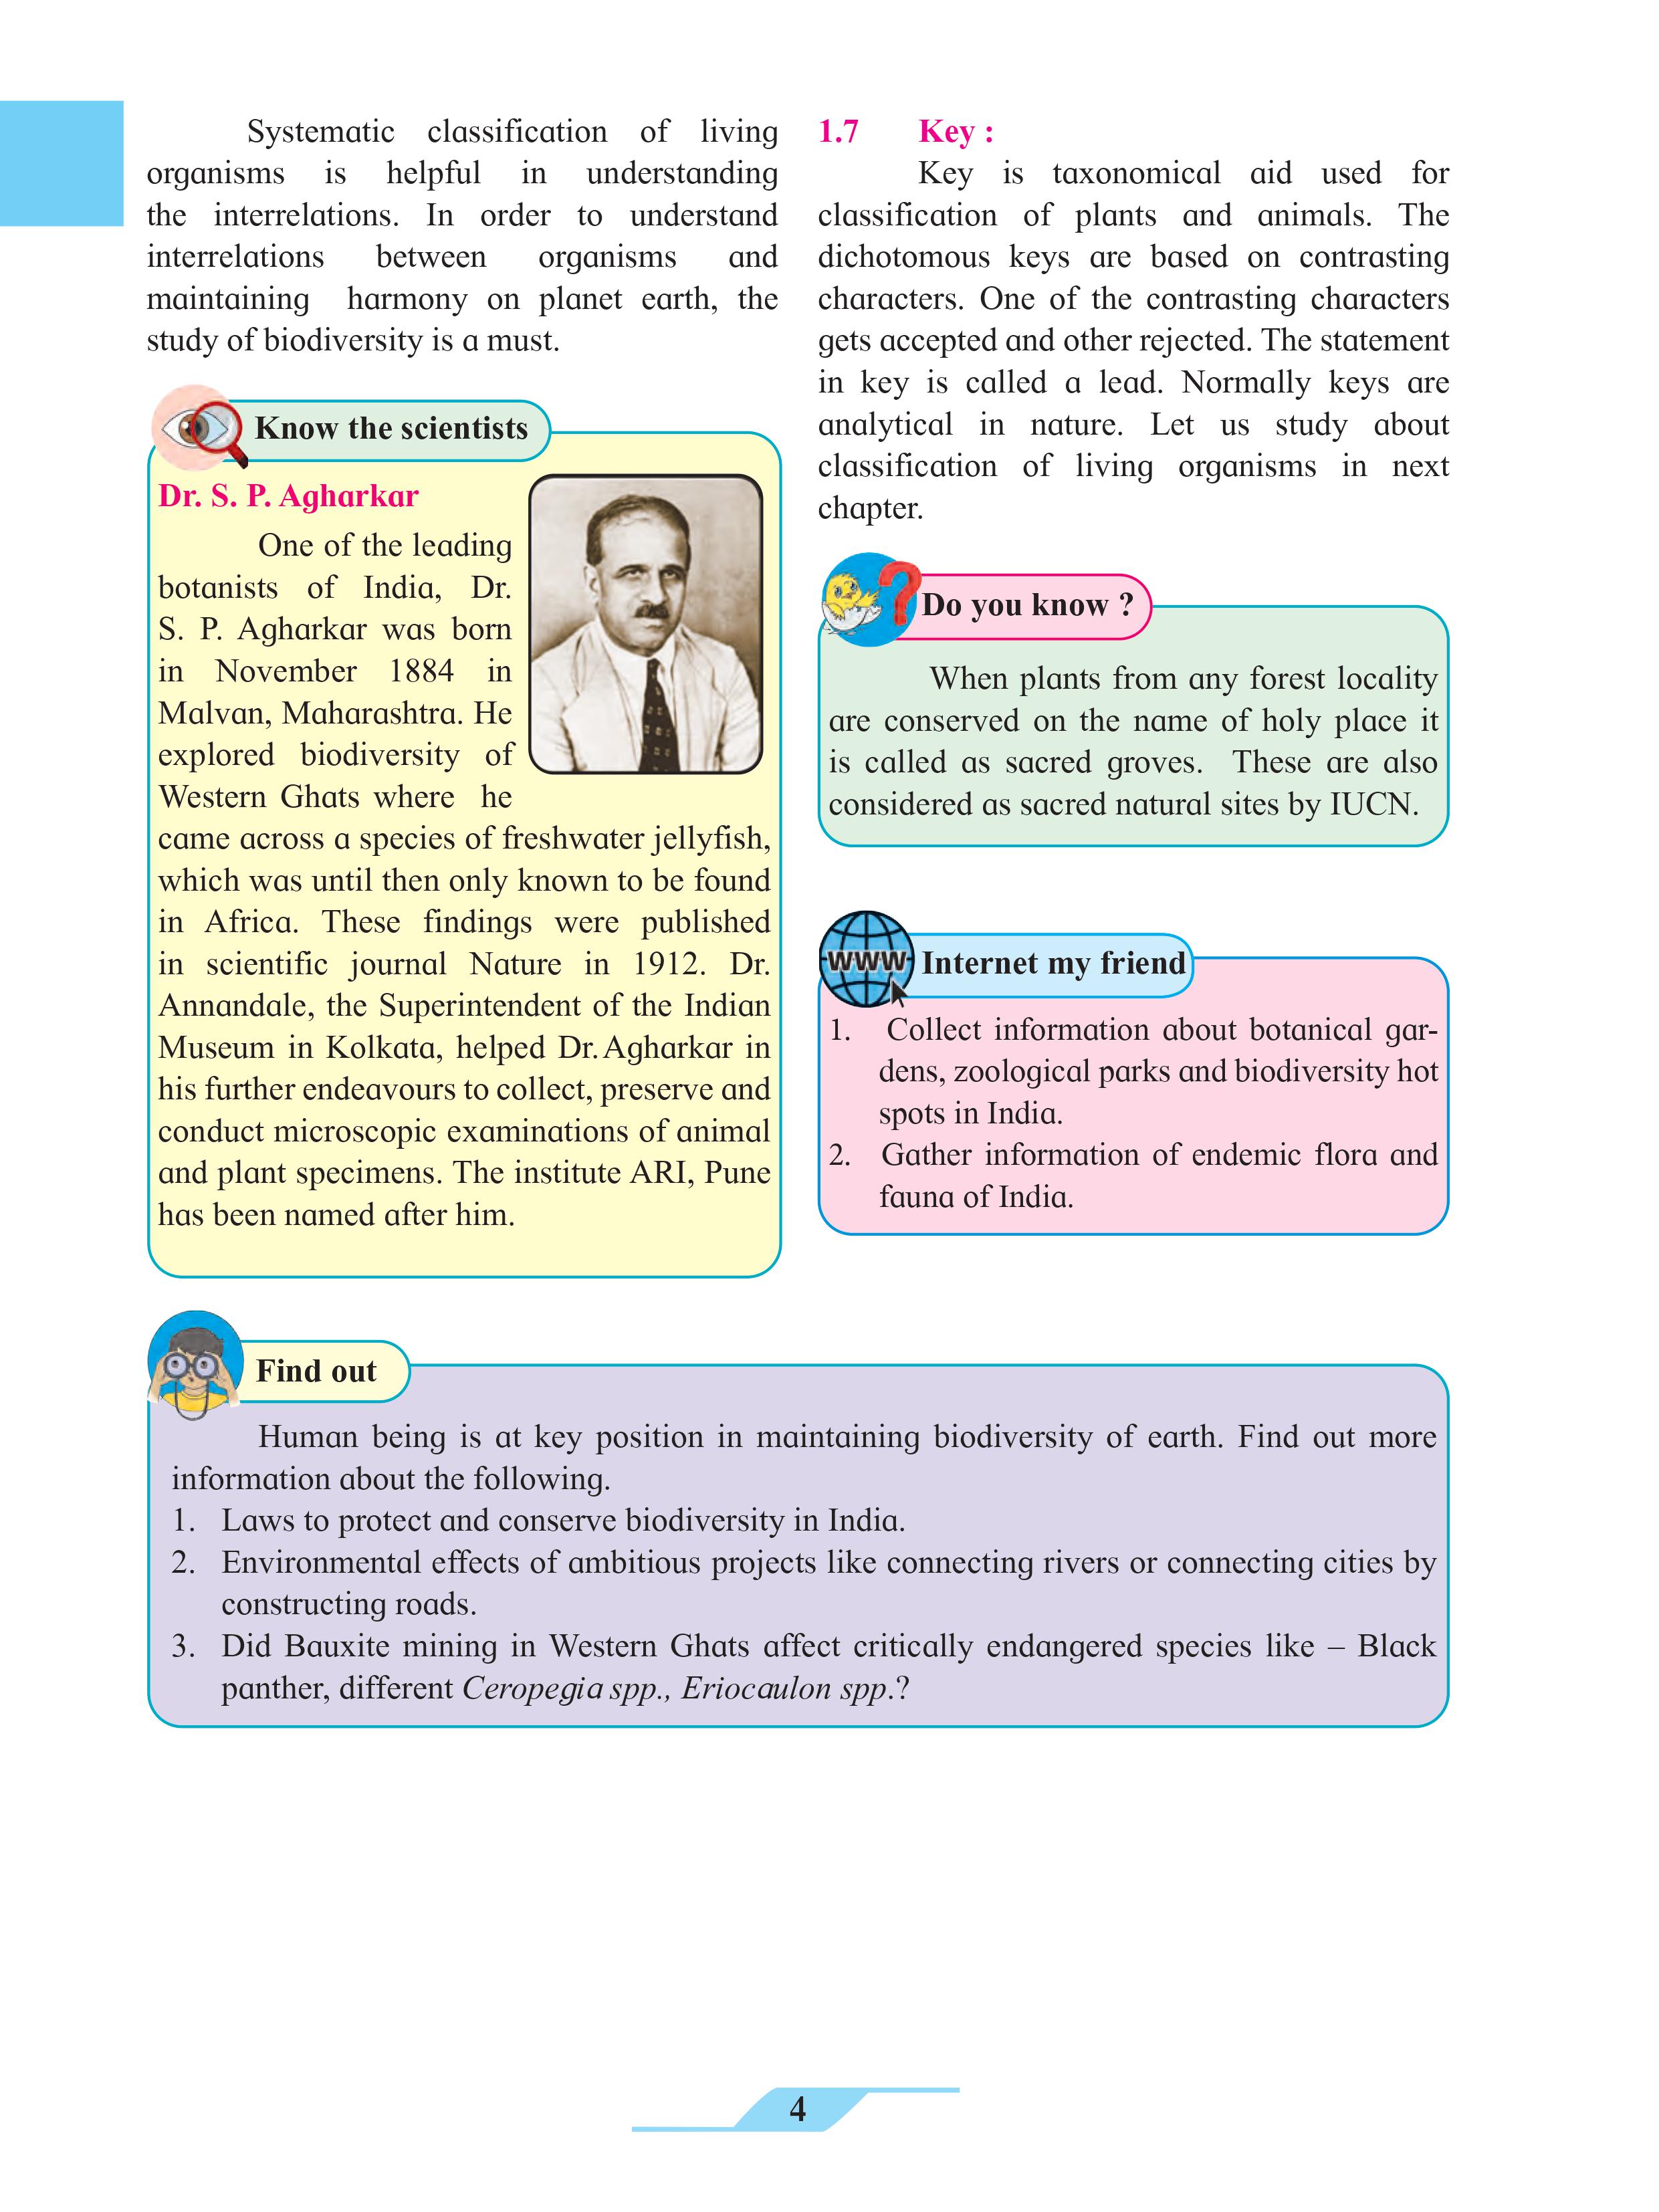 Systematic classification of living
organisms is helpful in understanding
the interrelations. In order to understand
interrelations between organisms and
maintaining harmony on planet earth, the
study of biodiversity is a must.
Know the scientists
Dr. S. P. Agharkar
One of the leading
botanists of India, Dr.
S. P. Agharkar was born
in November 1884 in
Malvan, Maharashtra. He
explored biodiversity of
Western Ghats where he
came across a species of freshwater jellyfish,
which was until then only known to be found
in Africa. These findings were published
in scientific journal Nature in 1912. Dr.
Annandale, the Superintendent of the Indian
Museum in Kolkata, helped Dr. Agharkar in
his further endeavours to collect, preserve and
conduct microscopic examinations of animal
and plant specimens. The institute ARI, Pune
has been named after him.
1.7 Key :
Key is taxonomical aid used for
classification of plants and animals. The
dichotomous keys are based on contrasting
characters. One of the contrasting characters
gets accepted and other rejected. The statement
in key is called a lead. Normally keys are
analytical in nature. Let us study about
classification of living organisms in next
chapter.
Do you know ?
When plants from any forest locality
are conserved on the name of holy place it
is called as sacred groves. These are also
considered as sacred natural sites by IUCN.
WWW
Internet my friend
1. Collect information about botanical gar-
dens, zoological parks and biodiversity hot
spots in India.
2. Gather information of endemic flora and
fauna of India.
Find out
Human being is at key position in maintaining biodiversity of earth. Find out more
information about the following.
1. Laws to protect and conserve biodiversity in India.
2. Environmental effects of ambitious projects like connecting rivers or connecting cities by
constructing roads.
3. Did Bauxite mining in Western Ghats affect critically endangered species like – Black
panther, different Ceropegia spp., Eriocaulon spp.?
4